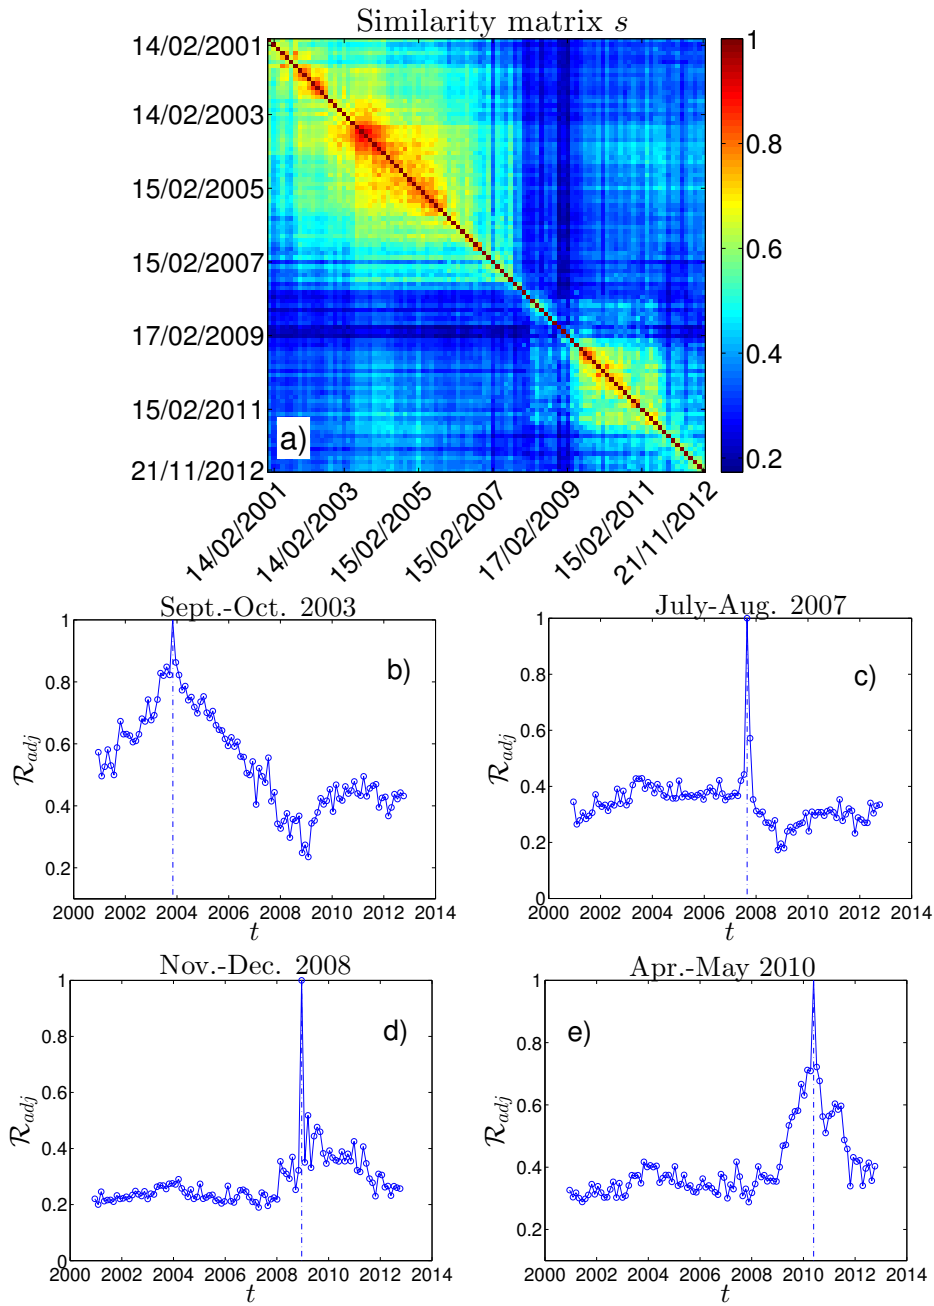 Similarity matrix s
14/02/2001
14/02/2003
15/02/2005
15/02/2007
17/02/2009
15/02/2011
21/11/2012
a)
1
0.8
0.6
0.4
0.2
14/02/2001
14/02/2003
15/02/2005
15/02/2007
17/02/2009
15/02/2011
21/11/2012
Sept.-Oct. 2003
b)
R_adj
1
0.8
0.6
0.4
0.2
2000 2002 2004 2006 2008 2010 2012 2014
t
July-Aug. 2007
c)
R_adj
1
0.8
0.6
0.4
0.2
0
2000 2002 2004 2006 2008 2010 2012 2014
t
Nov.-Dec. 2008
d)
R_adj
1
0.8
0.6
0.4
0.2
0
2000 2002 2004 2006 2008 2010 2012 2014
t
Apr.-May 2010
e)
R_adj
1
0.8
0.6
0.4
0.2
2000 2002 2004 2006 2008 2010 2012 2014
t